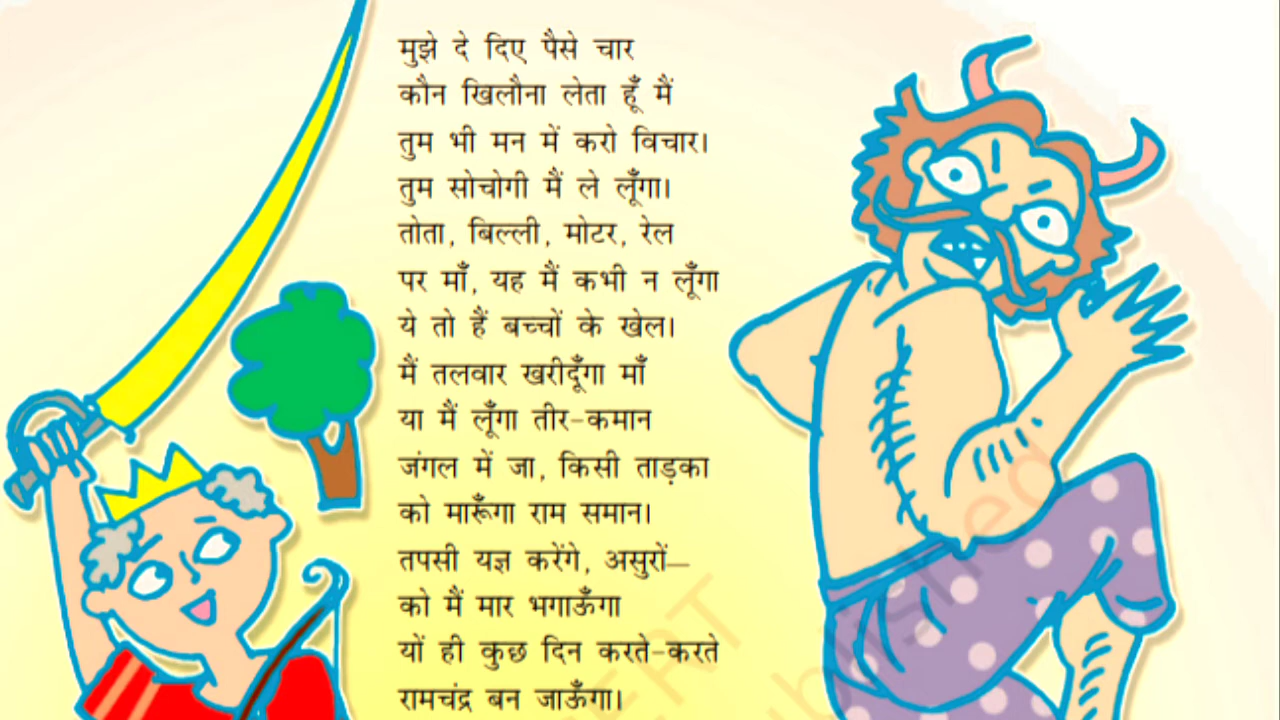 मुझे दे दिए पैसे चार
कौन खिलौना लेता हूँ मैं
तुम भी मन में करो विचार।
तुम सोचोगी मैं ले लूँगा।
तोता, बिल्ली, मोटर, रेल
पर माँ, यह मैं कभी न लूँगा
ये तो हैं बच्चों के खेल।
मैं तलवार खरीदूँगा माँ
या मैं लूँगा तीर-कमान
जंगल में जा, किसी ताड़का
को मारूँगा राम समान।
तपसी यज्ञ करेंगे, असुरों—
को मैं मार भगाऊँगा
यों ही कुछ दिन करते-करते
रामचंद्र बन जाऊँगा।